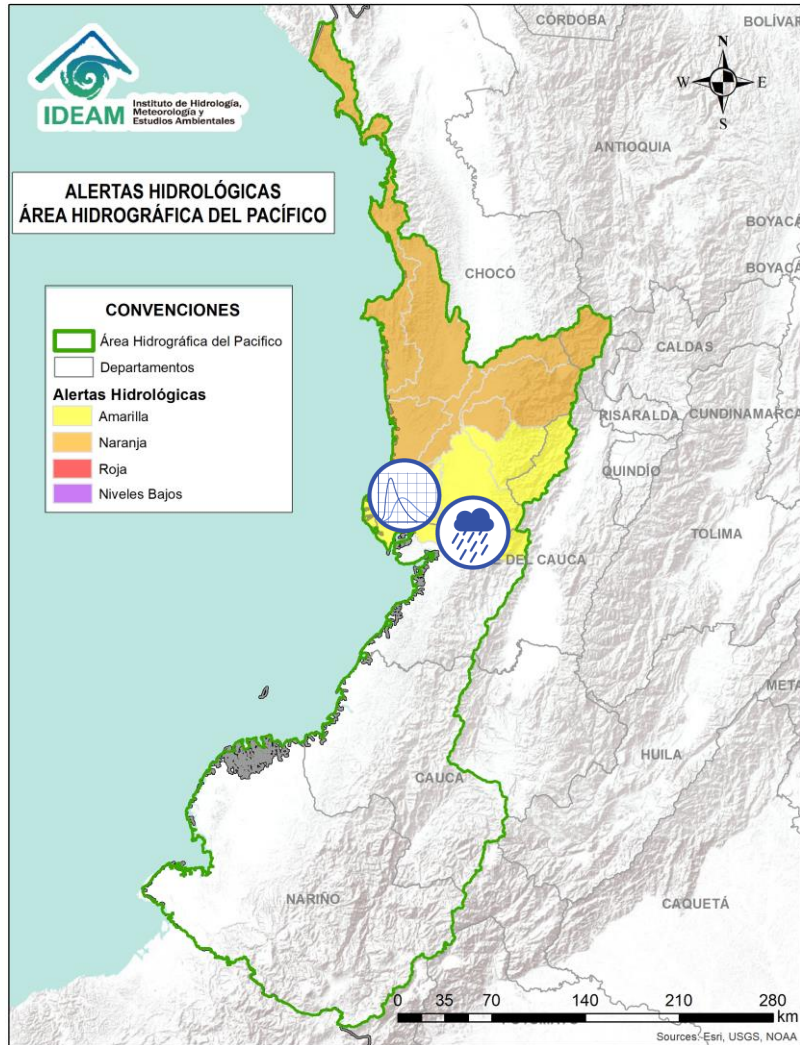 CÓRDOBA
BOLÍVAR
IDEAM
Instituto de Hidrología,
Meteorología y
Estudios Ambientales
N
W
E
S
ANTIOQUIA
ALERTAS HIDROLÓGICAS
ÁREA HIDROGRÁFICA DEL PACÍFICO
BOYACÁ
BOYACÁ
CHOCÓ
CONVENCIONES
Área Hidrográfica del Pacifico
Departamentos
Alertas Hidrológicas
Amarilla
Naranja
Roja
Niveles Bajos
CALDAS
RISARALDA
CUNDINAMARCA
QUINDÍO
TOLIMA
DEL CAUCA
META
HUILA
CAUCA
NARIÑO
CAQUETÁ
0 35 70 140 210 280
km
Sources: Esri, USGS, NOAA